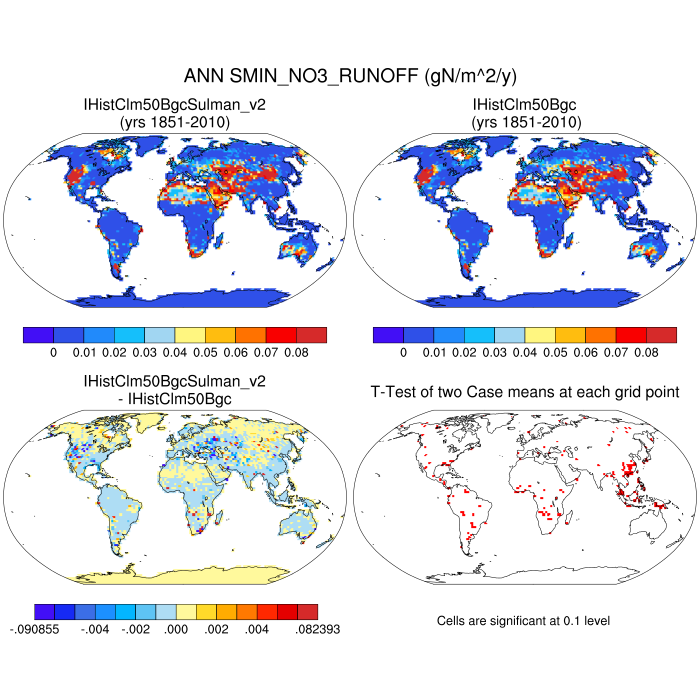 ANN SMIN_NO3_RUNOFF (gN/m^2/y)
IHistClm50BgcSulman_v2
(yrs 1851-2010)
IHistClm50Bgc
(yrs 1851-2010)
0 0.01 0.02 0.03 0.04 0.05 0.06 0.07 0.08
0 0.01 0.02 0.03 0.04 0.05 0.06 0.07 0.08
IHistClm50BgcSulman_v2
- IHistClm50Bgc
T-Test of two Case means at each grid point
-.090855 -.004 -.002 .000 .002 .004 .082393
Cells are significant at 0.1 level